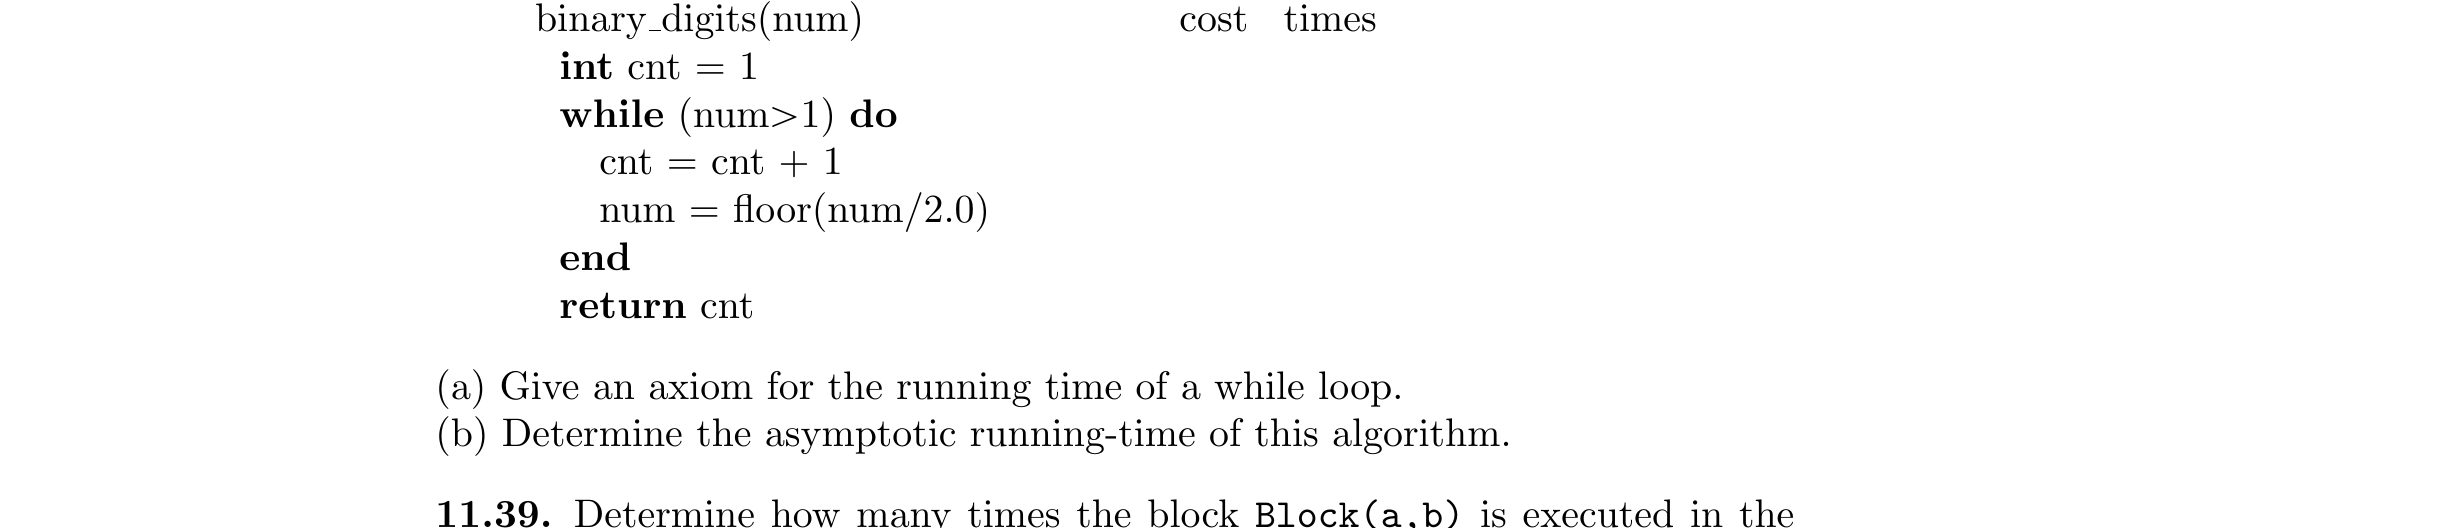 binary_digits(num) cost times
int cnt = 1
while (num>1) do
cnt = cnt + 1
num = floor(num/2.0)
end
return cnt
(a) Give an axiom for the running time of a while loop.
(b) Determine the asymptotic running-time of this algorithm.
11.39. Determine how many times the block Block(a,b) is executed in the